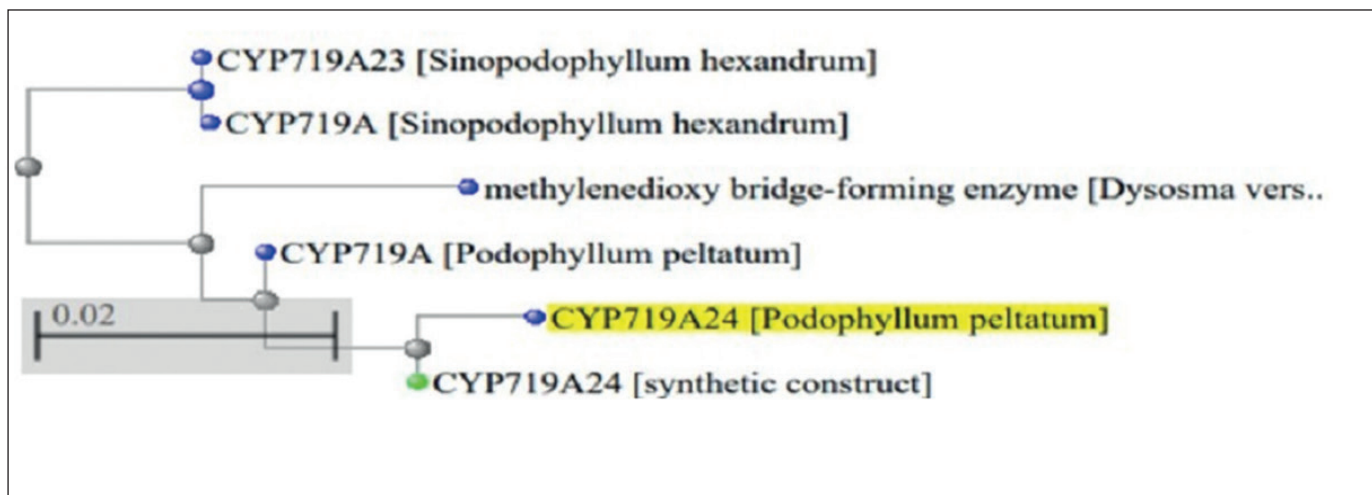 CYP719A23 [Sinopodophyllum hexandrum]
CYP719A [Sinopodophyllum hexandrum]
methylenedioxy bridge-forming enzyme [Dysosma vers..
CYP719A [Podophyllum peltatum]
0.02
CYP719A24 [Podophyllum peltatum]
CYP719A24 [synthetic construct]